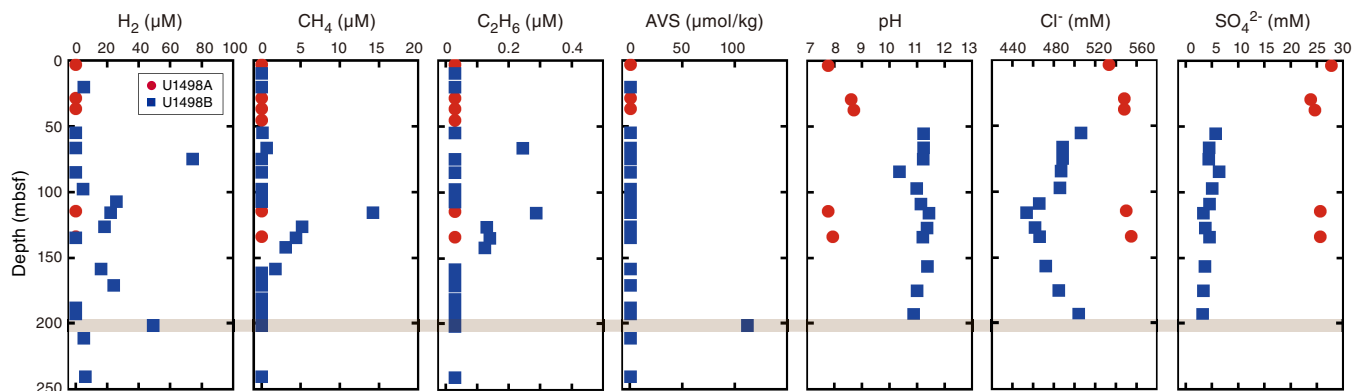 H₂ (µM) CH₄ (µM) C₂H₆ (µM) AVS (µmol/kg) pH Cl⁻ (mM) SO₄²⁻ (mM)
0 20 40 60 80 100 0 5 10 15 20 0 0.2 0.4 0 50 100 7 8 9 10 11 12 13 440 480 520 560 0 5 10 15 20 25 30
0
U1498A
U1498B
50
100
150
200
250
Depth (mbsf)